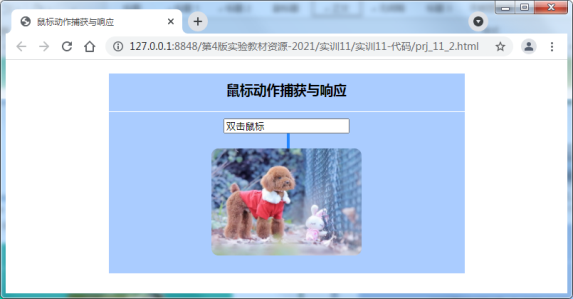 鼠标动作捕获与响应
127.0.0.1:8848/第4版实验教材资源-2021/实训11/实训11-代码/prj_11_2.html
鼠标动作捕获与响应
双击鼠标